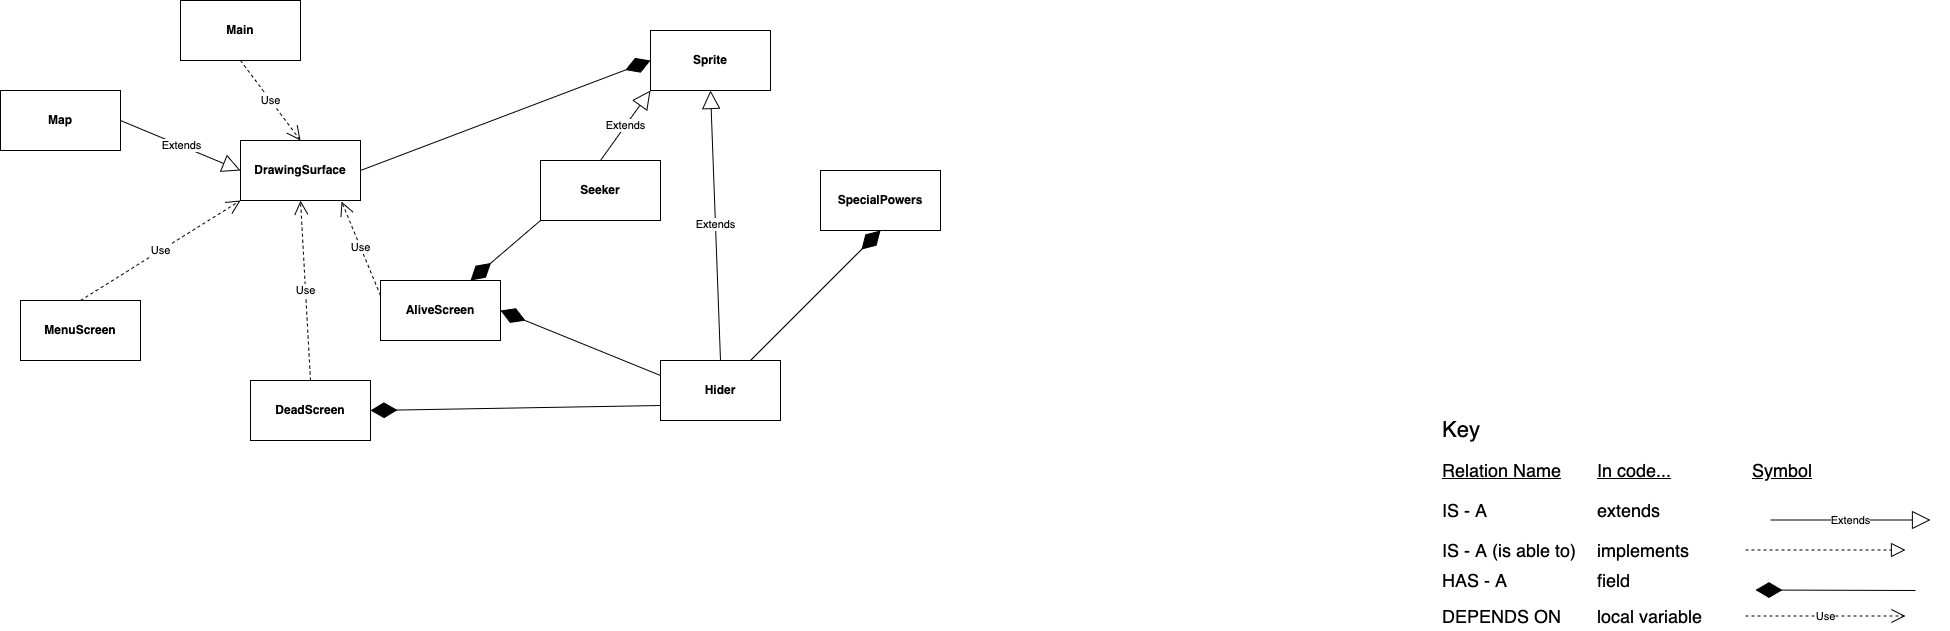 Main
Sprite
Use
Map
Extends
Extends
DrawingSurface
Seeker
SpecialPowers
Extends
Use
Use
Use
AliveScreen
MenuScreen
Hider
DeadScreen
Key
Relation Name In code... Symbol
IS - A extends Extends
IS - A (is able to) implements
HAS - A field
DEPENDS ON local variable Use